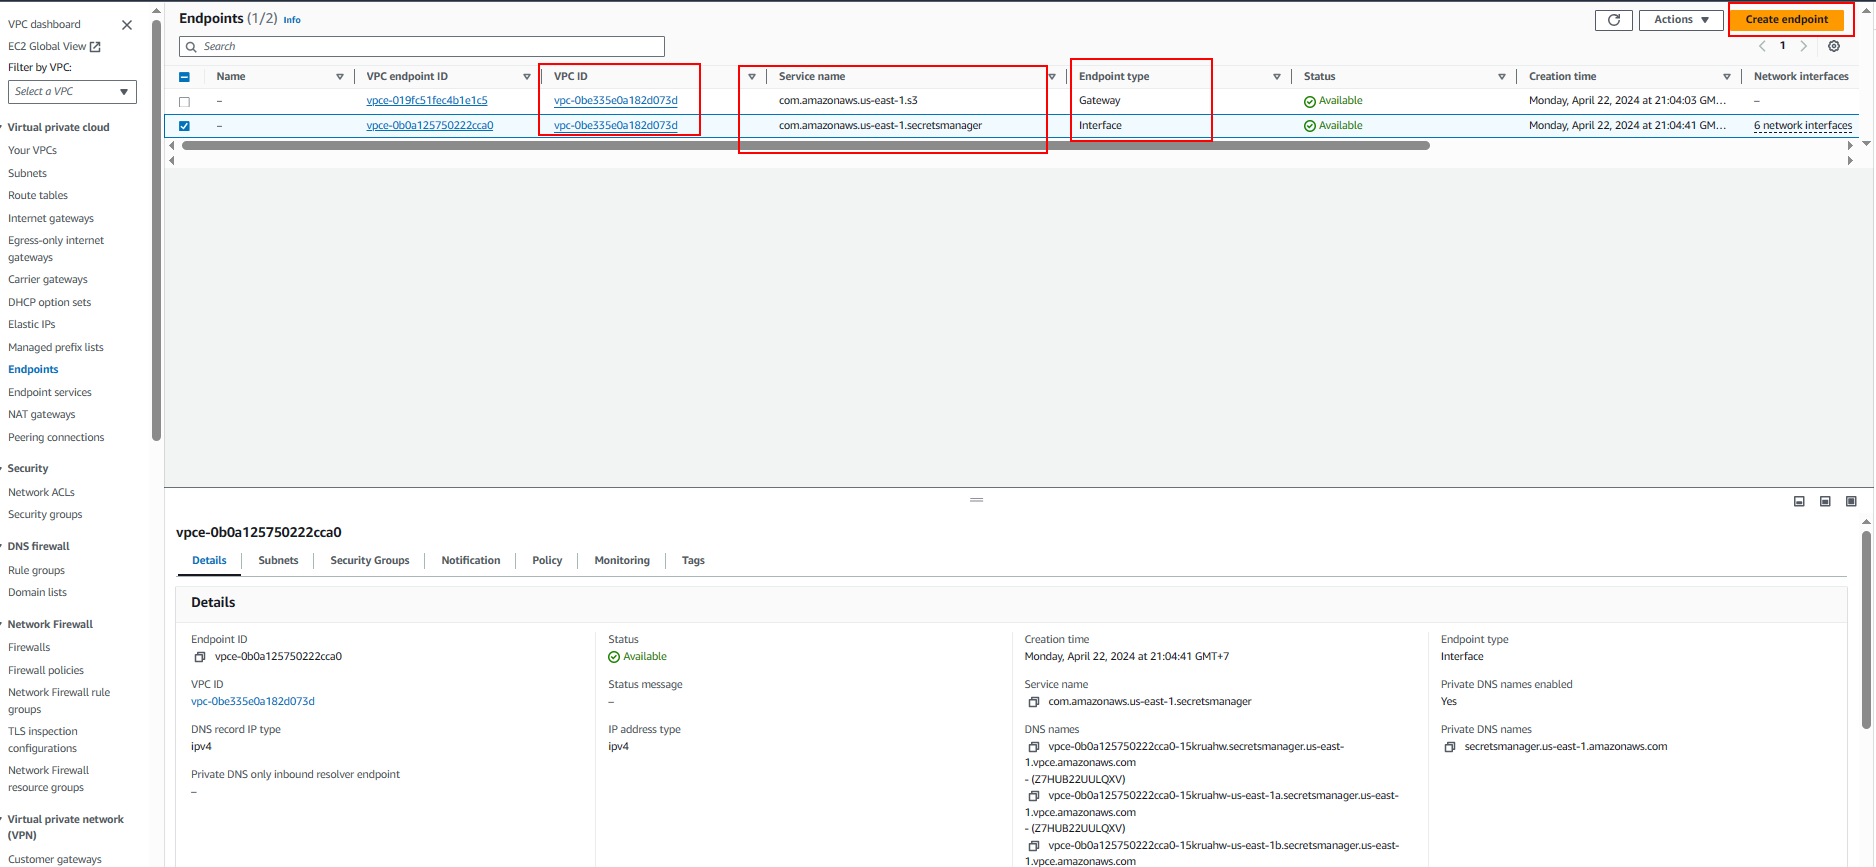 VPC dashboard
EC2 Global View
Filter by VPC:
Select a VPC
Virtual private cloud
Your VPCs
Subnets
Route tables
Internet gateways
Egress-only internet
gateways
Carrier gateways
DHCP option sets
Elastic IPs
Managed prefix lists
Endpoints
Endpoint services
NAT gateways
Peering connections
Security
Network ACLs
Security groups
DNS firewall
Rule groups
Domain lists
Network Firewall
Firewalls
Firewall policies
Network Firewall rule
groups
TLS inspection
configurations
Network Firewall
resource groups
Virtual private network
(VPN)
Customer gateways
Endpoints (1/2) Info
Actions
Create endpoint
Search
1
Name VPC endpoint ID VPC ID Service name Endpoint type Status Creation time Network interfaces
– vpce-019fc51fec4b1e1c5 vpc-0be335e0a182d073d com.amazonaws.us-east-1.s3 Gateway Available Monday, April 22, 2024 at 21:04:03 GM... –
– vpce-0b0a125750222cca0 vpc-0be335e0a182d073d com.amazonaws.us-east-1.secretsmanager Interface Available Monday, April 22, 2024 at 21:04:41 GM... 6 network interfaces
vpce-0b0a125750222cca0
Details Subnets Security Groups Notification Policy Monitoring Tags
Details
Endpoint ID
vpce-0b0a125750222cca0
VPC ID
vpc-0be335e0a182d073d
DNS record IP type
ipv4
Private DNS only inbound resolver endpoint
–
Status
Available
Status message
–
IP address type
ipv4
Creation time
Monday, April 22, 2024 at 21:04:41 GMT+7
Service name
com.amazonaws.us-east-1.secretsmanager
DNS names
vpce-0b0a125750222cca0-15kruahw.secretsmanager.us-east-
1.vpce.amazonaws.com
- (Z7HUB22UULQXV)
vpce-0b0a125750222cca0-15kruahw-us-east-1a.secretsmanager.us-east-
1.vpce.amazonaws.com
- (Z7HUB22UULQXV)
vpce-0b0a125750222cca0-15kruahw-us-east-1b.secretsmanager.us-east-
1.vpce.amazonaws.com
Endpoint type
Interface
Private DNS names enabled
Yes
Private DNS names
secretsmanager.us-east-1.amazonaws.com